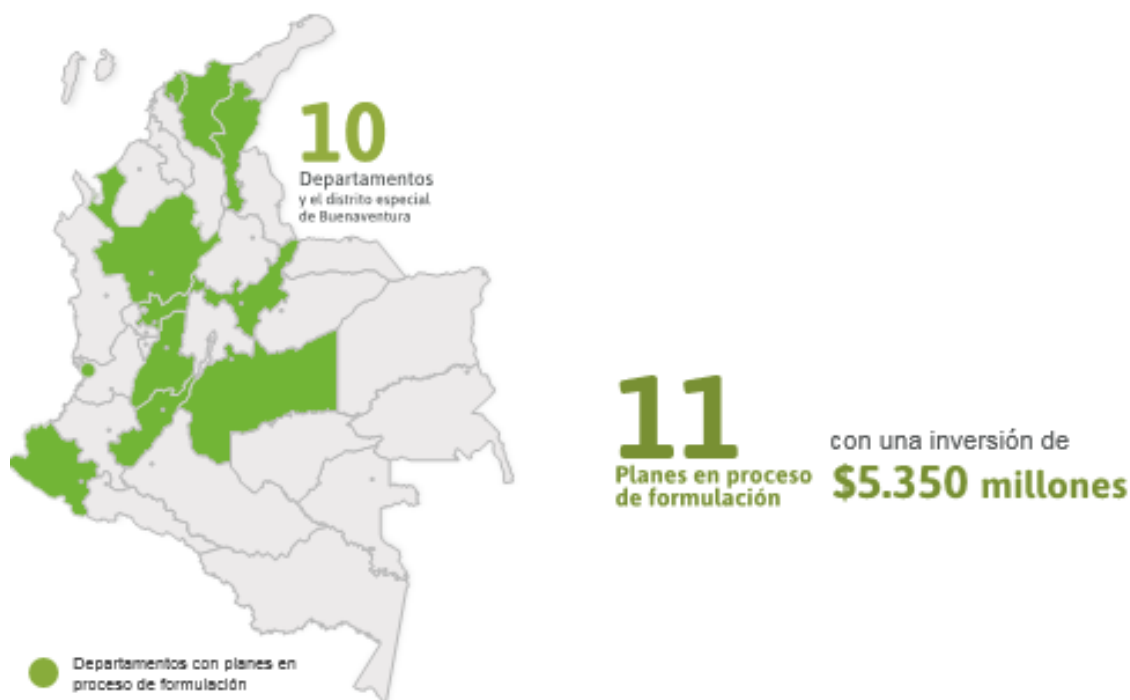 10
Departamentos
y el distrito especial
de Buenaventura
11
Planes en proceso
de formulación
con una inversión de
$5.350 millones
Departamentos con planes en
proceso de formulación